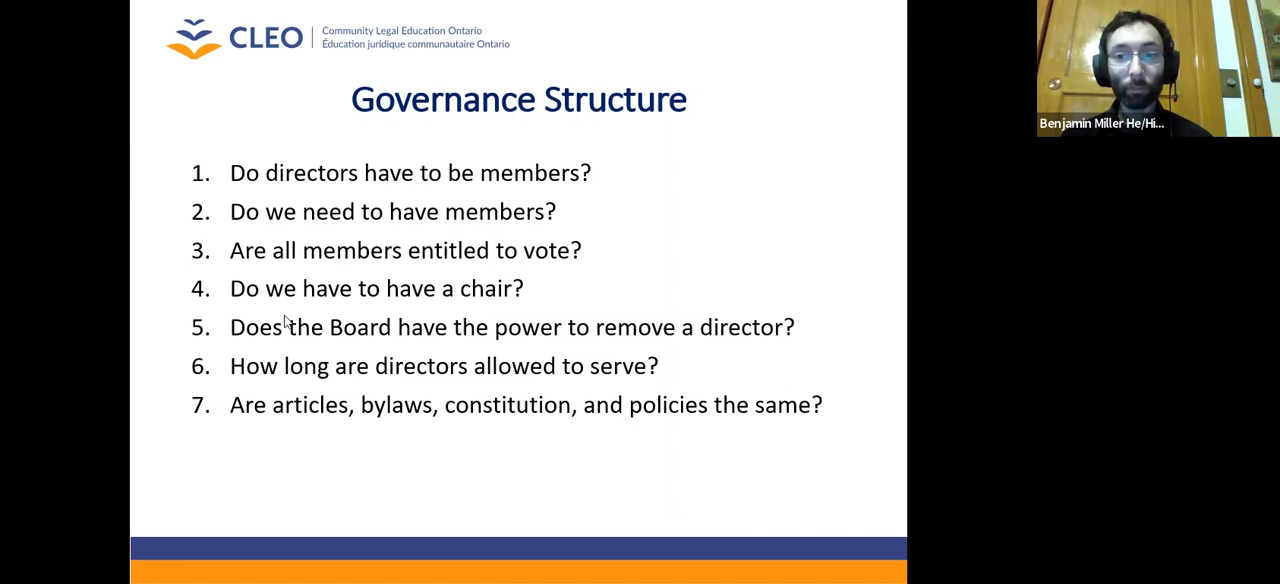 CLEO
Community Legal Education Ontario
Éducation juridique communautaire Ontario
Governance Structure
1. Do directors have to be members?
2. Do we need to have members?
3. Are all members entitled to vote?
4. Do we have to have a chair?
5. Does the Board have the power to remove a director?
6. How long are directors allowed to serve?
7. Are articles, bylaws, constitution, and policies the same?
Benjamin Miller He/Hi...